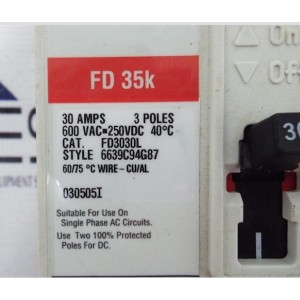 FD 35k
30 AMPS 3 POLES
600 VAC=250VDC 40°C
CAT. FD3030L
STYLE 6639C94G87
60/75 °C WIRE-CU/AL
030505I
Suitable For Use On
Single Phase AC Circuits.
Use Two 100% Protected
Poles For DC.
On
Off